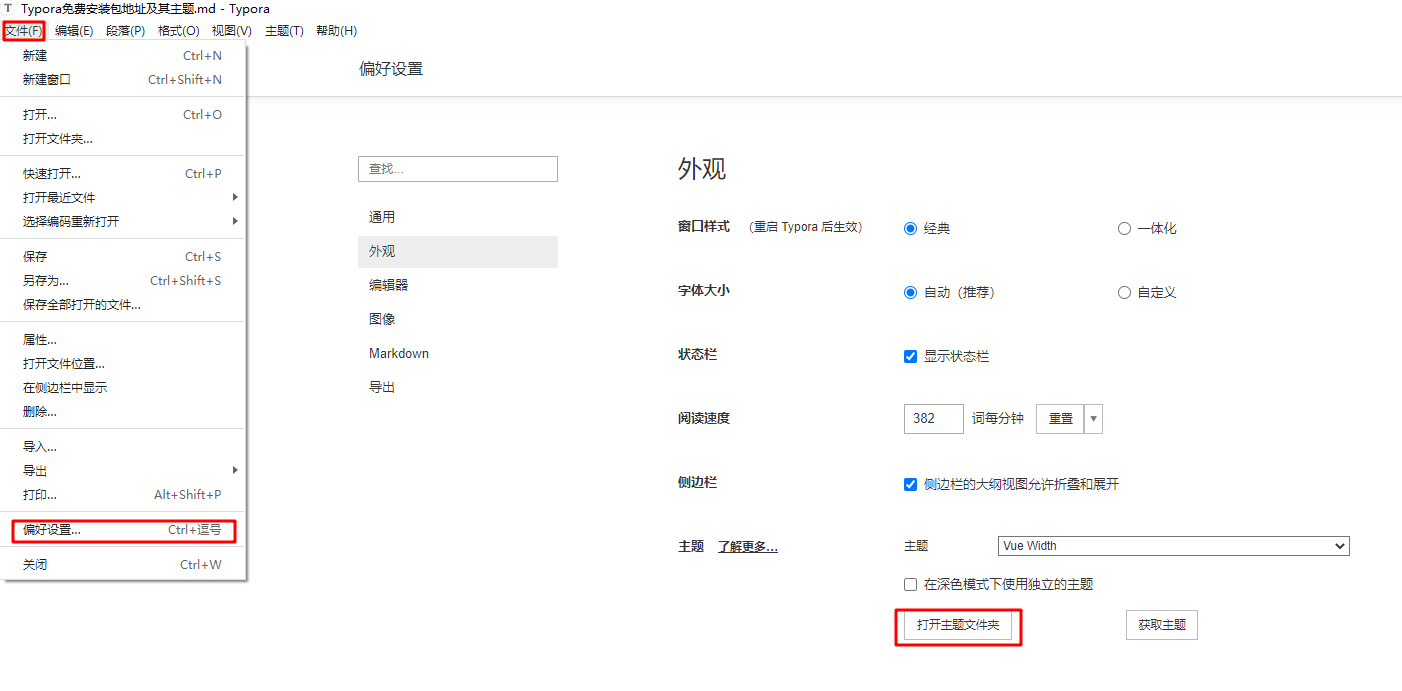 T Typora免费安装包地址及其主题.md - Typora
文件(F) 编辑(E) 段落(P) 格式(O) 视图(V) 主题(T) 帮助(H)
新建 Ctrl+N
新建窗口 Ctrl+Shift+N
打开... Ctrl+O
打开文件夹...
快速打开... Ctrl+P
打开最近文件
选择编码重新打开
保存 Ctrl+S
另存为... Ctrl+Shift+S
保存全部打开的文件...
属性...
打开文件位置...
在侧边栏中显示
删除...
导入...
导出
打印... Alt+Shift+P
偏好设置... Ctrl+逗号
关闭 Ctrl+W
偏好设置
查找...
通用
外观
编辑器
图像
Markdown
导出
外观
窗口样式 (重启 Typora 后生效) 经典 一体化
字体大小 自动（推荐） 自定义
状态栏 显示状态栏
阅读速度 382 词每分钟 重置
侧边栏 侧边栏的大纲视图允许折叠和展开
主题 了解更多... 主题 Vue Width
在深色模式下使用独立的主题
打开主题文件夹 获取主题